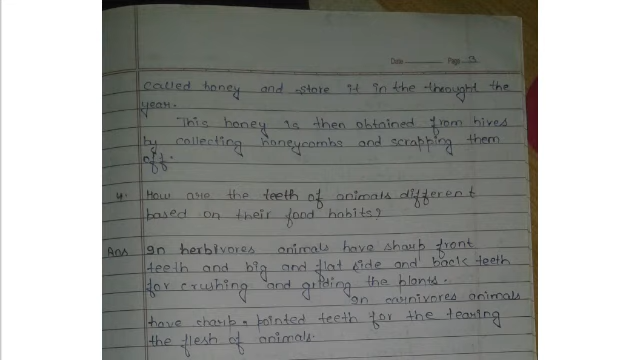 Date Page 3
called honey and store it in the throught the
year.
This honey is then obtained from hives
by collecting honeycombs and scrapping them
off.
4. How are the teeth of animals different
based on their food habits?
Ans In herbivores animals have sharp front
teeth and big and flat side and back teeth
for crushing and griding the plants.
In carnivores animals
have sharp, pointed teeth for the tearing
the flesh of animals.